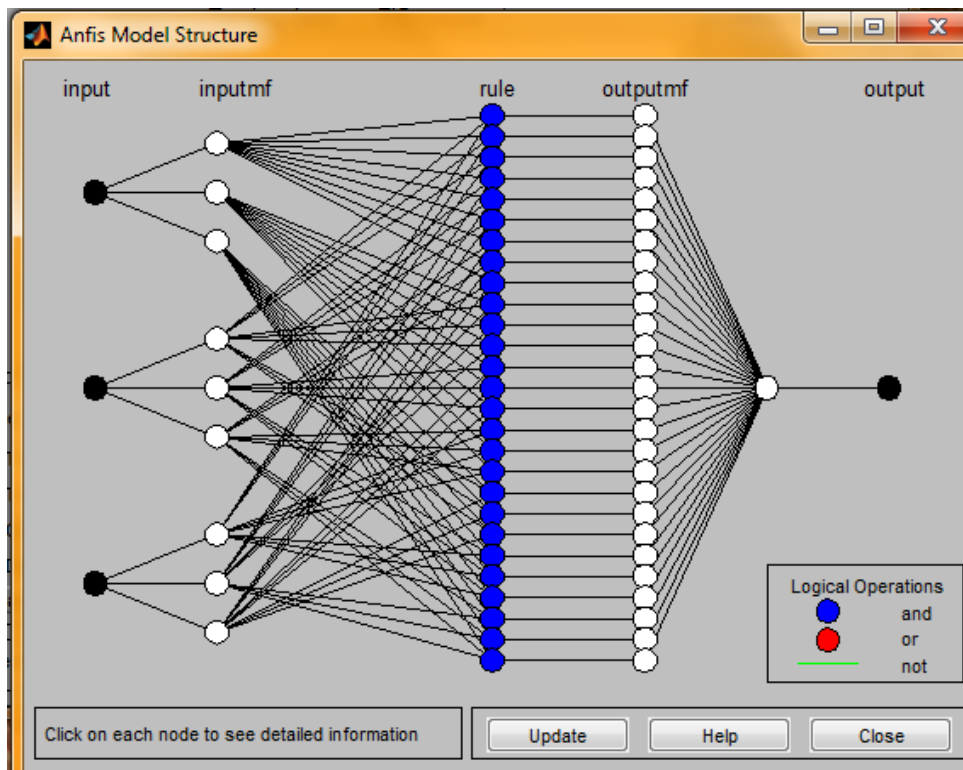 Anfis Model Structure
input inputmf rule outputmf output
Logical Operations
and
or
not
Click on each node to see detailed information
Update Help Close